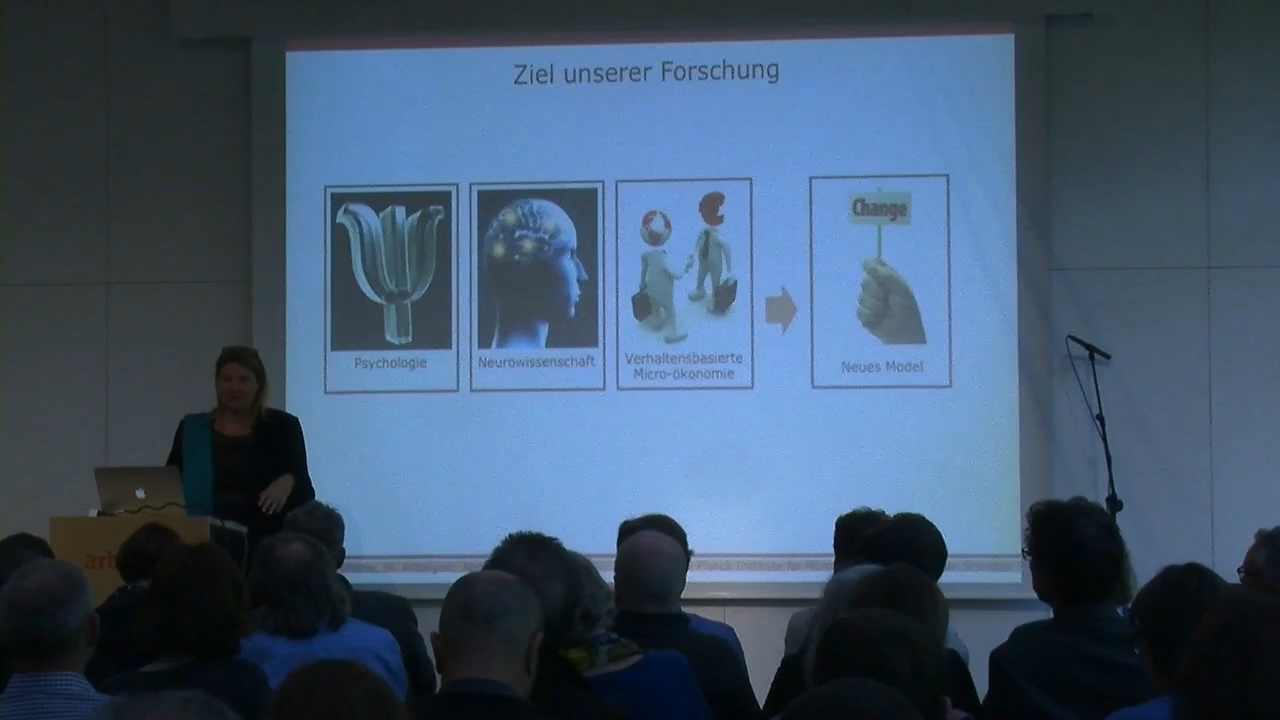 Ziel unserer Forschung
Psychologie
Neurowissenschaft
Verhaltensbasierte
Micro-ökonomie
Change
Neues Model